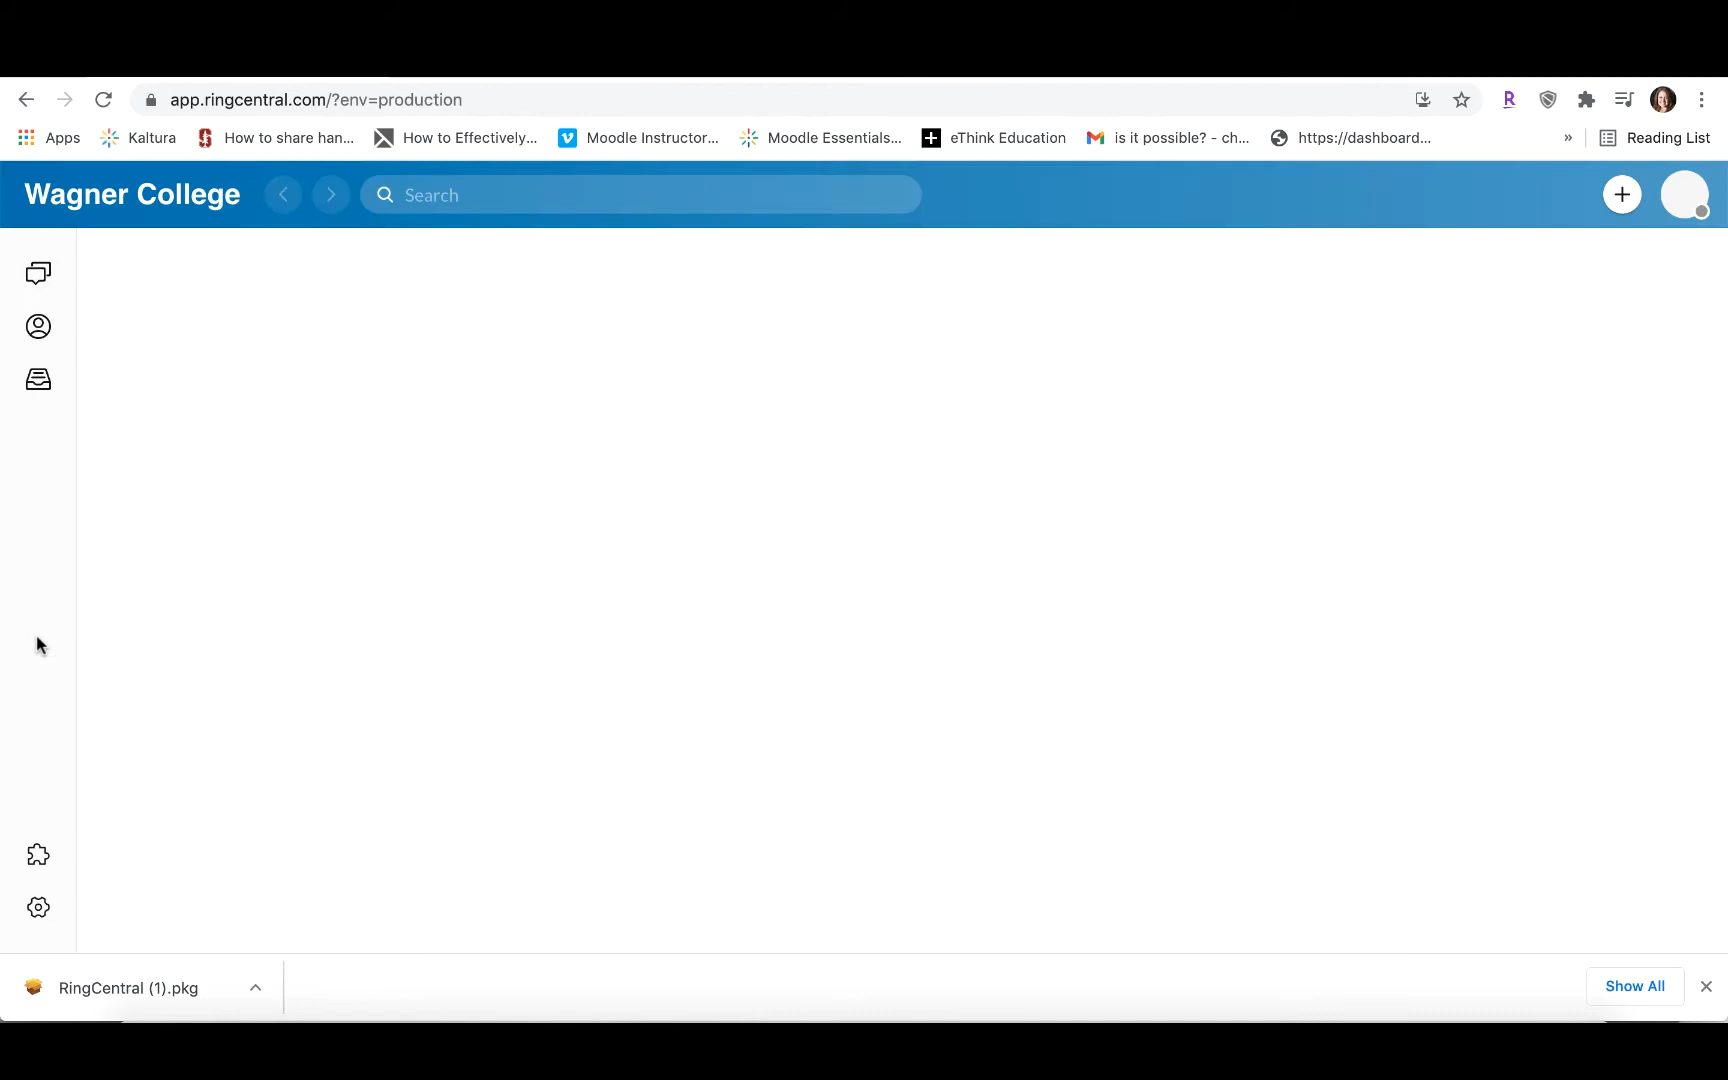 app.ringcentral.com/?env=production
Apps Kaltura How to share han... How to Effectively... Moodle Instructor... Moodle Essentials... eThink Education is it possible? - ch... https://dashboard... » Reading List
Wagner College Search
RingCentral (1).pkg Show All